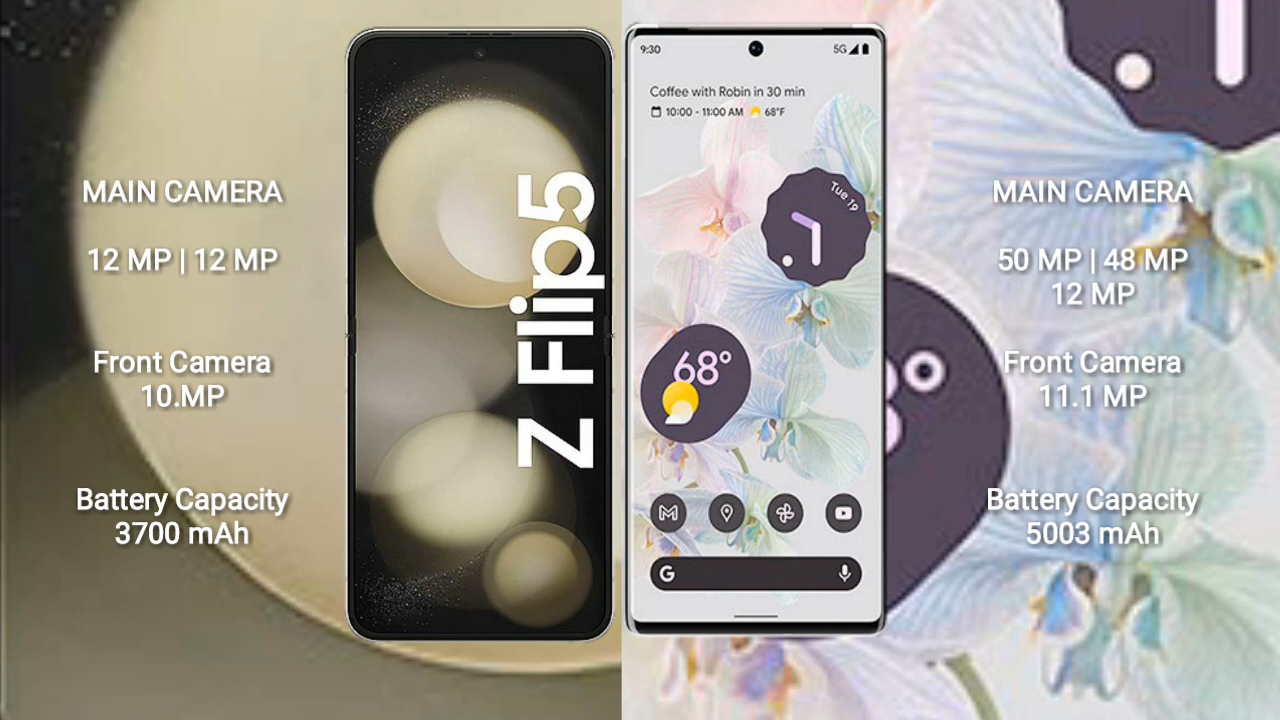 MAIN CAMERA
12 MP | 12 MP
Front Camera
10.MP
Battery Capacity
3700 mAh
Z Flip5
9:30
5G
Coffee with Robin in 30 min
10:00 - 11:00 AM 68°F
Tue 19
68°
G
MAIN CAMERA
50 MP | 48 MP
12 MP
Front Camera
11.1 MP
Battery Capacity
5003 mAh